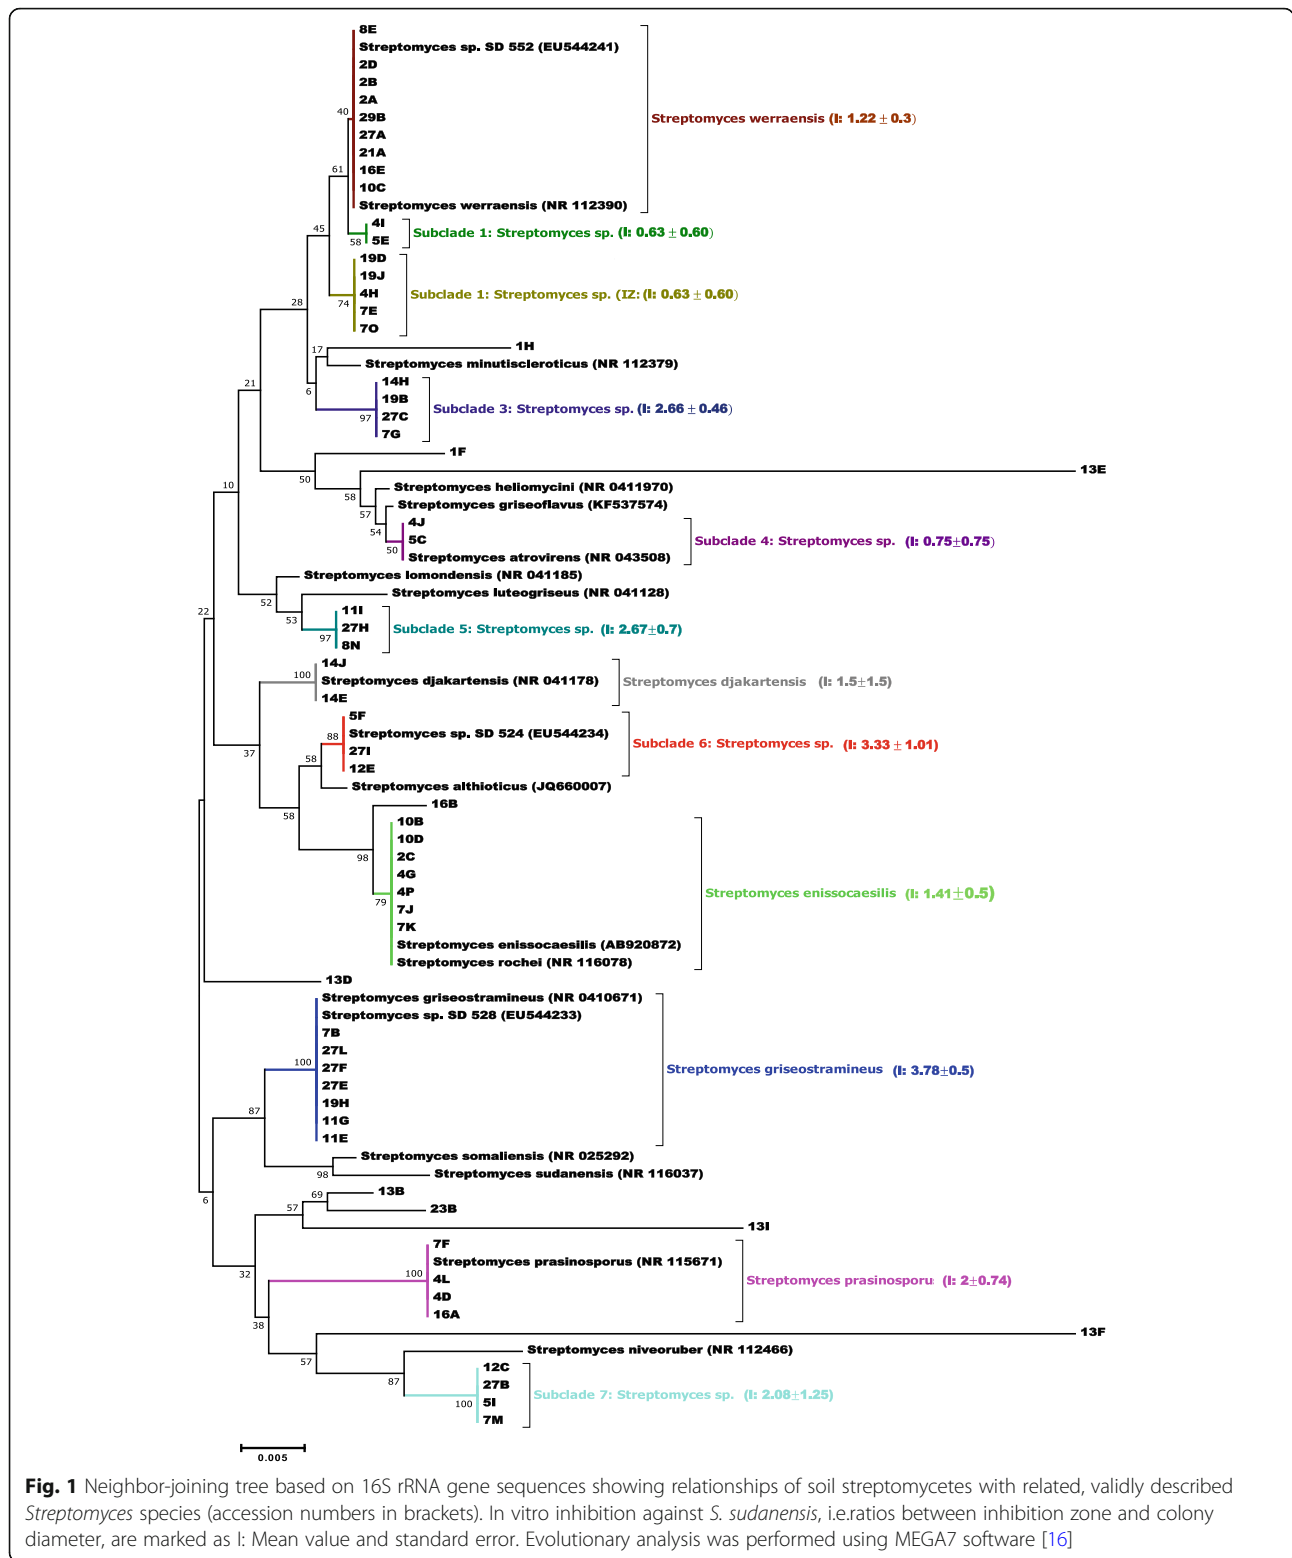 8E
Streptomyces sp. SD 552 (EU544241)
2D
2B
2A
40
29B
Streptomyces werraensis (I: 1.22 ± 0.3)
27A
21A
61
16E
10C
Streptomyces werraensis (NR 112390)
4I
45
Subclade 1: Streptomyces sp. (I: 0.63 ± 0.60)
58
5E
19D
19J
4H
Subclade 1: Streptomyces sp. (IZ: (I: 0.63 ± 0.60)
28
74
7E
7O
1H
17
Streptomyces minutiscleroticus (NR 112379)
14H
21
6
19B
Subclade 3: Streptomyces sp. (I: 2.66 ± 0.46)
97
27C
7G
1F
13E
50
10
Streptomyces heliomycini (NR 0411970)
58
Streptomyces griseoflavus (KF537574)
57
4J
54
5C
Subclade 4: Streptomyces sp. (I: 0.75±0.75)
50
Streptomyces atrovirens (NR 043508)
Streptomyces lomondensis (NR 041185)
52
Streptomyces luteogriseus (NR 041128)
22
11I
53
27H
Subclade 5: Streptomyces sp. (I: 2.67±0.7)
97
8N
14J
100
Streptomyces djakartensis (NR 041178)
Streptomyces djakartensis (I: 1.5±1.5)
14E
5F
88
Streptomyces sp. SD 524 (EU544234)
Subclade 6: Streptomyces sp. (I: 3.33 ± 1.01)
37
27I
58
12E
Streptomyces althioticus (JQ660007)
16B
58
10B
10D
98
2C
4G
4P
Streptomyces enissocaesilis (I: 1.41±0.5)
79
7J
7K
Streptomyces enissocaesilis (AB920872)
Streptomyces rochei (NR 116078)
13D
Streptomyces griseostramineus (NR 0410671)
Streptomyces sp. SD 528 (EU544233)
7B
27L
100
27F
Streptomyces griseostramineus (I: 3.78±0.5)
27E
19H
87
11G
11E
Streptomyces somaliensis (NR 025292)
98
Streptomyces sudanensis (NR 116037)
13B
69
6
57
23B
13I
7F
Streptomyces prasinosporus (NR 115671)
32
100
4L
Streptomyces prasinosporu (I: 2±0.74)
4D
16A
38
13F
57
Streptomyces niveoruber (NR 112466)
12C
87
27B
Subclade 7: Streptomyces sp. (I: 2.08±1.25)
100
5I
7M
0.005
Fig. 1 Neighbor-joining tree based on 16S rRNA gene sequences showing relationships of soil streptomycetes with related, validly described
Streptomyces species (accession numbers in brackets). In vitro inhibition against S. sudanensis, i.e.ratios between inhibition zone and colony
diameter, are marked as I: Mean value and standard error. Evolutionary analysis was performed using MEGA7 software [16]